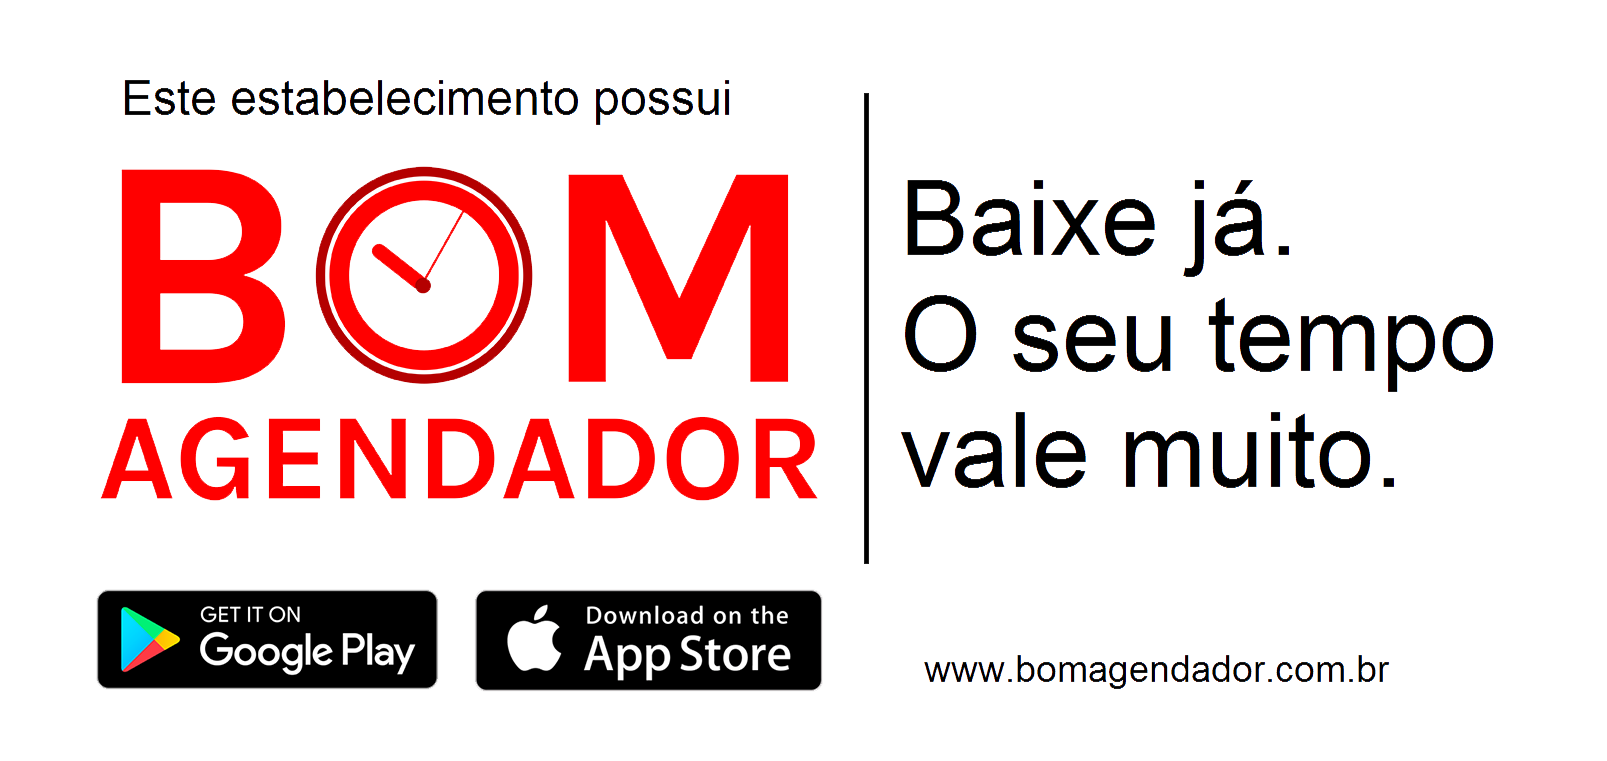 Este estabelecimento possui
BOM
AGENDADOR
GET IT ON
Google Play
Download on the
App Store
Baixe já.
O seu tempo
vale muito.
www.bomagendador.com.br